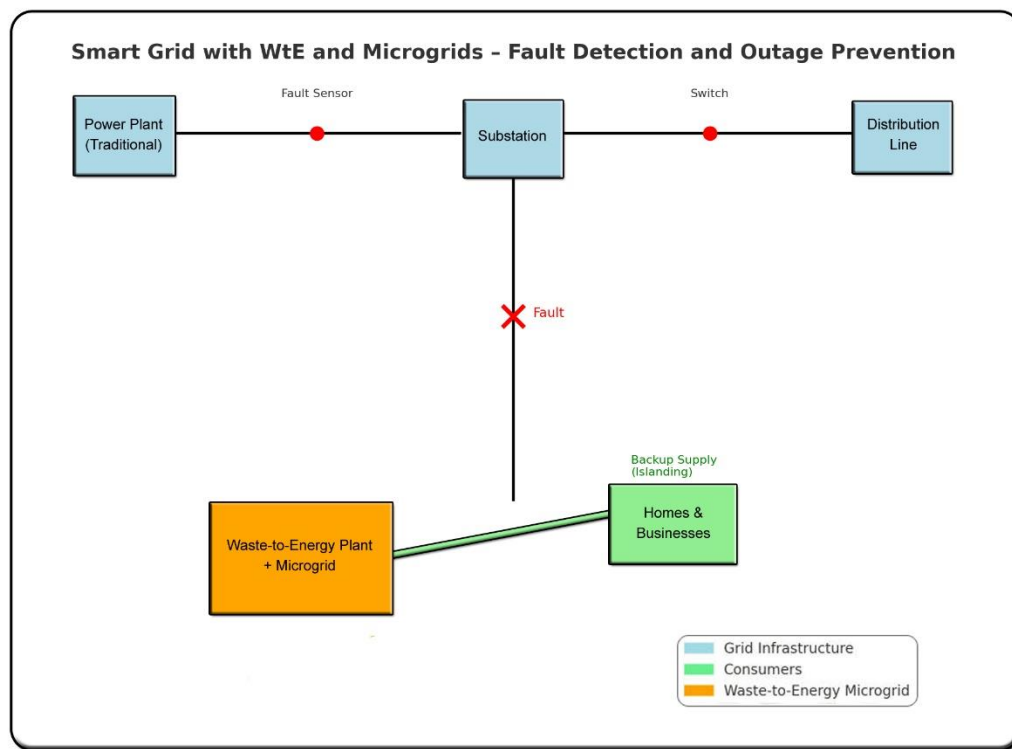 Smart Grid with WtE and Microgrids – Fault Detection and Outage Prevention
Fault Sensor
Switch
Power Plant
(Traditional)
Substation
Distribution
Line
Fault
Backup Supply
(Islanding)
Homes &
Businesses
Waste-to-Energy Plant
+ Microgrid
Grid Infrastructure
Consumers
Waste-to-Energy Microgrid